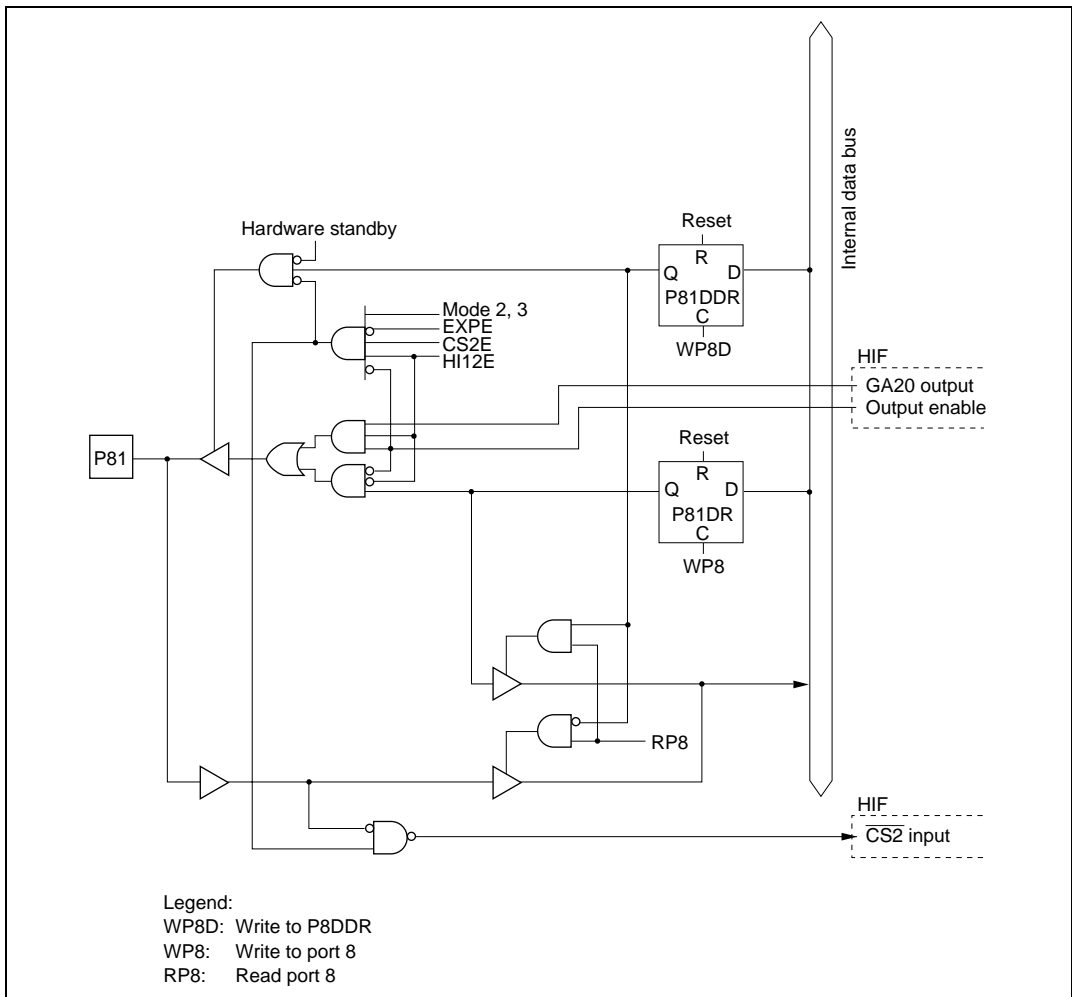 Internal data bus
Hardware standby
Reset
R
Q D
P81DDR
C
WP8D
Mode 2, 3
EXPE
CS2E
HI12E
HIF
GA20 output
Output enable
P81
Reset
R
Q D
P81DR
C
WP8
RP8
HIF
CS2 input
Legend:
WP8D: Write to P8DDR
WP8: Write to port 8
RP8: Read port 8